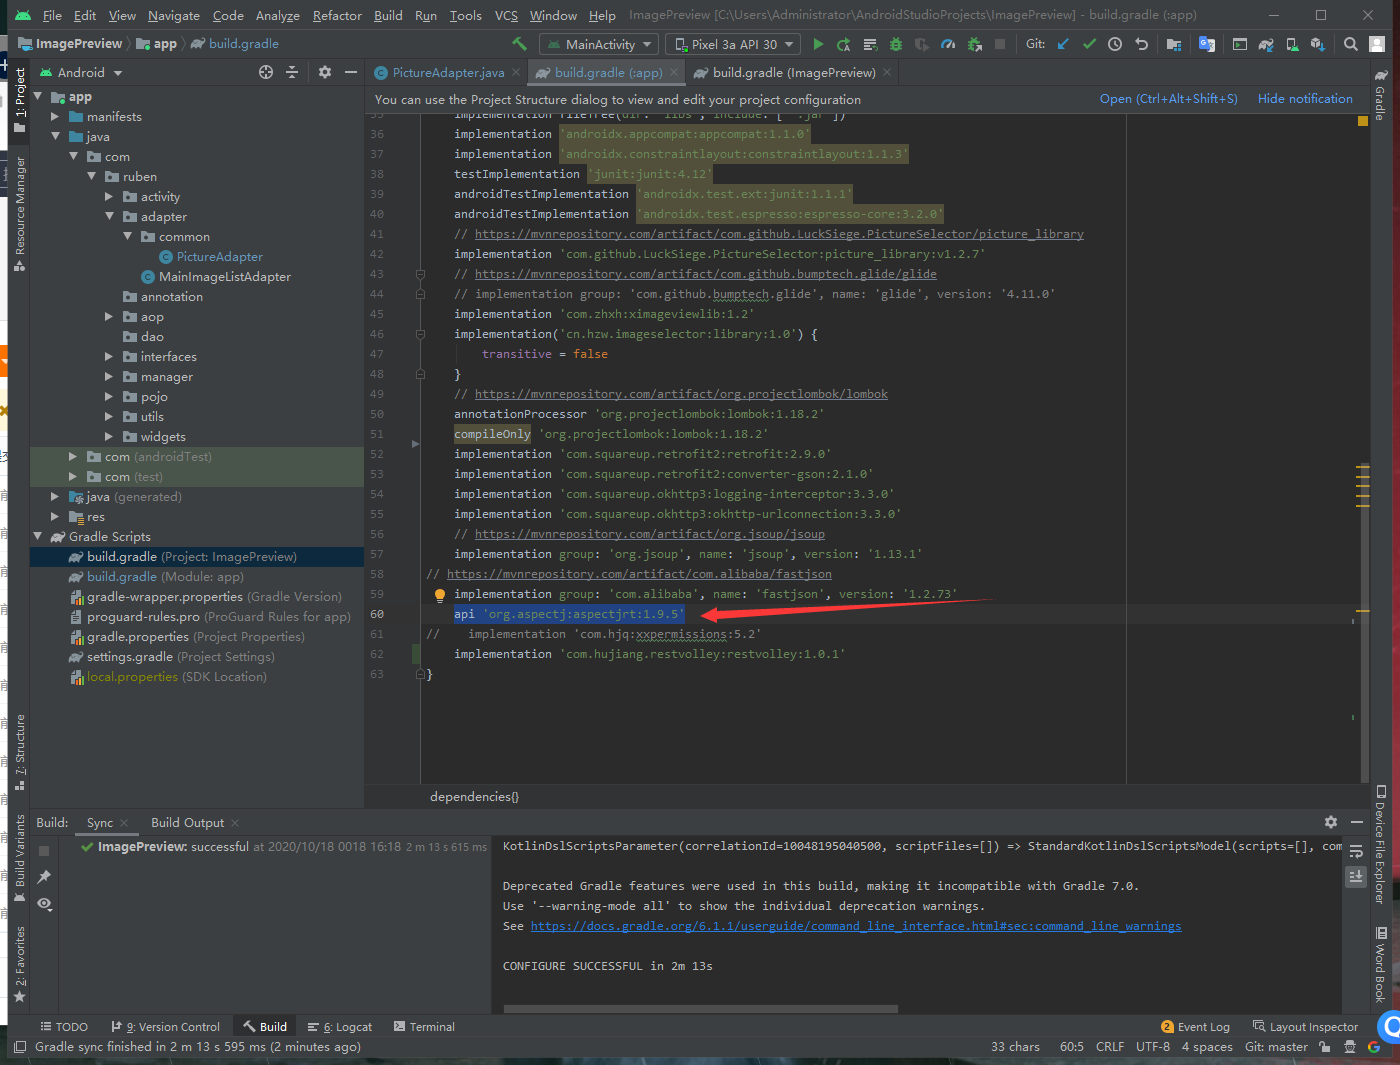 File Edit View Navigate Code Analyze Refactor Build Run Tools VCS Window Help ImagePreview [C:\Users\Administrator\AndroidStudioProjects\ImagePreview] - build.gradle (:app)
ImagePreview app build.gradle MainActivity Pixel 3a API 30 Git:
Android PictureAdapter.java build.gradle (:app) build.gradle (ImagePreview)
You can use the Project Structure dialog to view and edit your project configuration Open (Ctrl+Alt+Shift+S) Hide notification
1: Project
Resource Manager
7: Structure
Build Variants
2: Favorites
app
manifests
java
com
ruben
activity
adapter
common
PictureAdapter
MainImageListAdapter
annotation
aop
dao
interfaces
manager
pojo
utils
widgets
com (androidTest)
com (test)
java (generated)
res
Gradle Scripts
build.gradle (Project: ImagePreview)
build.gradle (Module: app)
gradle-wrapper.properties (Gradle Version)
proguard-rules.pro (ProGuard Rules for app)
gradle.properties (Project Properties)
settings.gradle (Project Settings)
local.properties (SDK Location)
36 implementation 'androidx.appcompat:appcompat:1.1.0'
37 implementation 'androidx.constraintlayout:constraintlayout:1.1.3'
38 testImplementation 'junit:junit:4.12'
39 androidTestImplementation 'androidx.test.ext:junit:1.1.1'
40 androidTestImplementation 'androidx.test.espresso:espresso-core:3.2.0'
41 // https://mvnrepository.com/artifact/com.github.LuckSiege.PictureSelector/picture_library
42 implementation 'com.github.LuckSiege.PictureSelector:picture_library:v1.2.7'
43 // https://mvnrepository.com/artifact/com.github.bumptech.glide/glide
44 // implementation group: 'com.github.bumptech.glide', name: 'glide', version: '4.11.0'
45 implementation 'com.zhxh:ximageviewlib:1.2'
46 implementation('cn.hzw.imageselector:library:1.0') {
47 transitive = false
48 }
49 // https://mvnrepository.com/artifact/org.projectlombok/lombok
50 annotationProcessor 'org.projectlombok:lombok:1.18.2'
51 compileOnly 'org.projectlombok:lombok:1.18.2'
52 implementation 'com.squareup.retrofit2:retrofit:2.9.0'
53 implementation 'com.squareup.retrofit2:converter-gson:2.1.0'
54 implementation 'com.squareup.okhttp3:logging-interceptor:3.3.0'
55 implementation 'com.squareup.okhttp3:okhttp-urlconnection:3.3.0'
56 // https://mvnrepository.com/artifact/org.jsoup/jsoup
57 implementation group: 'org.jsoup', name: 'jsoup', version: '1.13.1'
58 // https://mvnrepository.com/artifact/com.alibaba/fastjson
59 implementation group: 'com.alibaba', name: 'fastjson', version: '1.2.73'
60 api 'org.aspectj:aspectjrt:1.9.5'
61 // implementation 'com.hjq:xxpermissions:5.2'
62 implementation 'com.hujiang.restvolley:restvolley:1.0.1'
63 }
dependencies{}
Gradle
Device File Explorer
Word Book
Build: Sync Build Output
ImagePreview: successful at 2020/10/18 0018 16:18 2 m 13 s 615 ms
KotlinDslScriptsParameter(correlationId=10048195040500, scriptFiles=[]) => StandardKotlinDslScriptsModel(scripts=[], com
Deprecated Gradle features were used in this build, making it incompatible with Gradle 7.0.
Use '--warning-mode all' to show the individual deprecation warnings.
See https://docs.gradle.org/6.1.1/userguide/command_line_interface.html#sec:command_line_warnings
CONFIGURE SUCCESSFUL in 2m 13s
TODO 9: Version Control Build 6: Logcat Terminal 2 Event Log Layout Inspector
Gradle sync finished in 2 m 13 s 595 ms (2 minutes ago) 33 chars 60:5 CRLF UTF-8 4 spaces Git: master